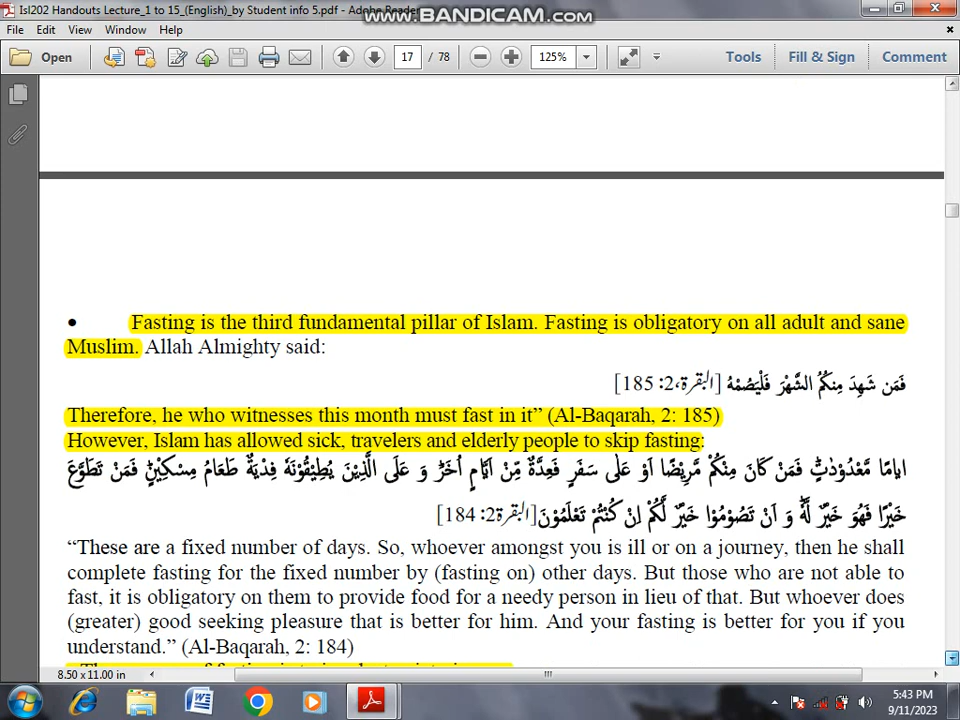 Isl202 Handouts Lecture_1 to 15_(English)_by Student info 5.pdf - Adobe Reader
www.BANDICAM.com
File Edit View Window Help
Open 17 / 78 125% Tools Fill & Sign Comment
• Fasting is the third fundamental pillar of Islam. Fasting is obligatory on all adult and sane
Muslim. Allah Almighty said:
فَمَن شَهِدَ مِنكُمُ الشَّهْرَ فَلْيَصُمْهُ [البقرة، 2: 185]
Therefore, he who witnesses this month must fast in it” (Al-Baqarah, 2: 185)
However, Islam has allowed sick, travelers and elderly people to skip fasting:
اَيَّامًا مَّعْدُوْدٰتٍؕ فَمَنْ كَانَ مِنْكُمْ مَّرِيْضًا اَوْ عَلٰى سَفَرٍ فَعِدَّةٌ مِّنْ اَيَّامٍ اُخَرَؕ وَ عَلَى الَّذِيْنَ يُطِيْقُوْنَهٗ فِدْيَةٌ طَعَامُ مِسْكِيْنٍؕ فَمَنْ تَطَوَّعَ
خَيْرًا فَهُوَ خَيْرٌ لَّهٗؕ وَ اَنْ تَصُوْمُوْا خَيْرٌ لَّكُمْ اِنْ كُنْتُمْ تَعْلَمُوْنَ [البقرة 2: 184]
“These are a fixed number of days. So, whoever amongst you is ill or on a journey, then he shall
complete fasting for the fixed number by (fasting on) other days. But those who are not able to
fast, it is obligatory on them to provide food for a needy person in lieu of that. But whoever does
(greater) good seeking pleasure that is better for him. And your fasting is better for you if you
understand.” (Al-Baqarah, 2: 184)
8.50 x 11.00 in
5:43 PM
9/11/2023